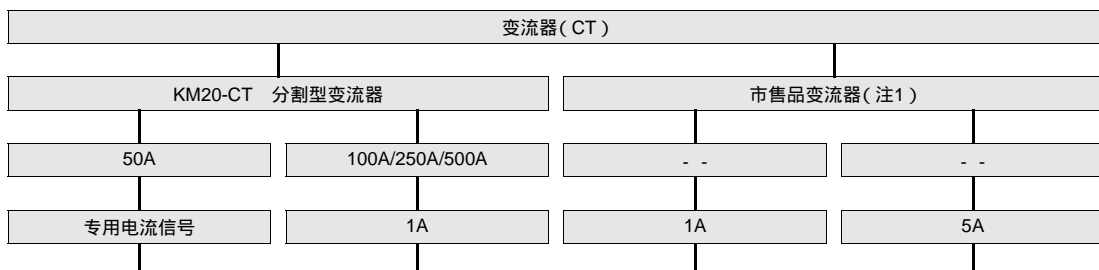 变流器(CT)
KM20-CT 分割型变流器 市售品变流器(注1)
50A 100A/250A/500A - - - -
专用电流信号 1A 1A 5A